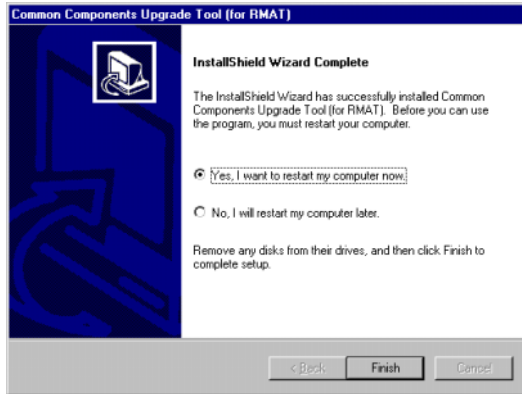 Common Components Upgrade Tool (for RMAT)
InstallShield Wizard Complete
The InstallShield Wizard has successfully installed Common
Components Upgrade Tool (for RMAT). Before you can use
the program, you must restart your computer.
Yes, I want to restart my computer now.
No, I will restart my computer later.
Remove any disks from their drives, and then click Finish to
complete setup.
< Back
Finish
Cancel